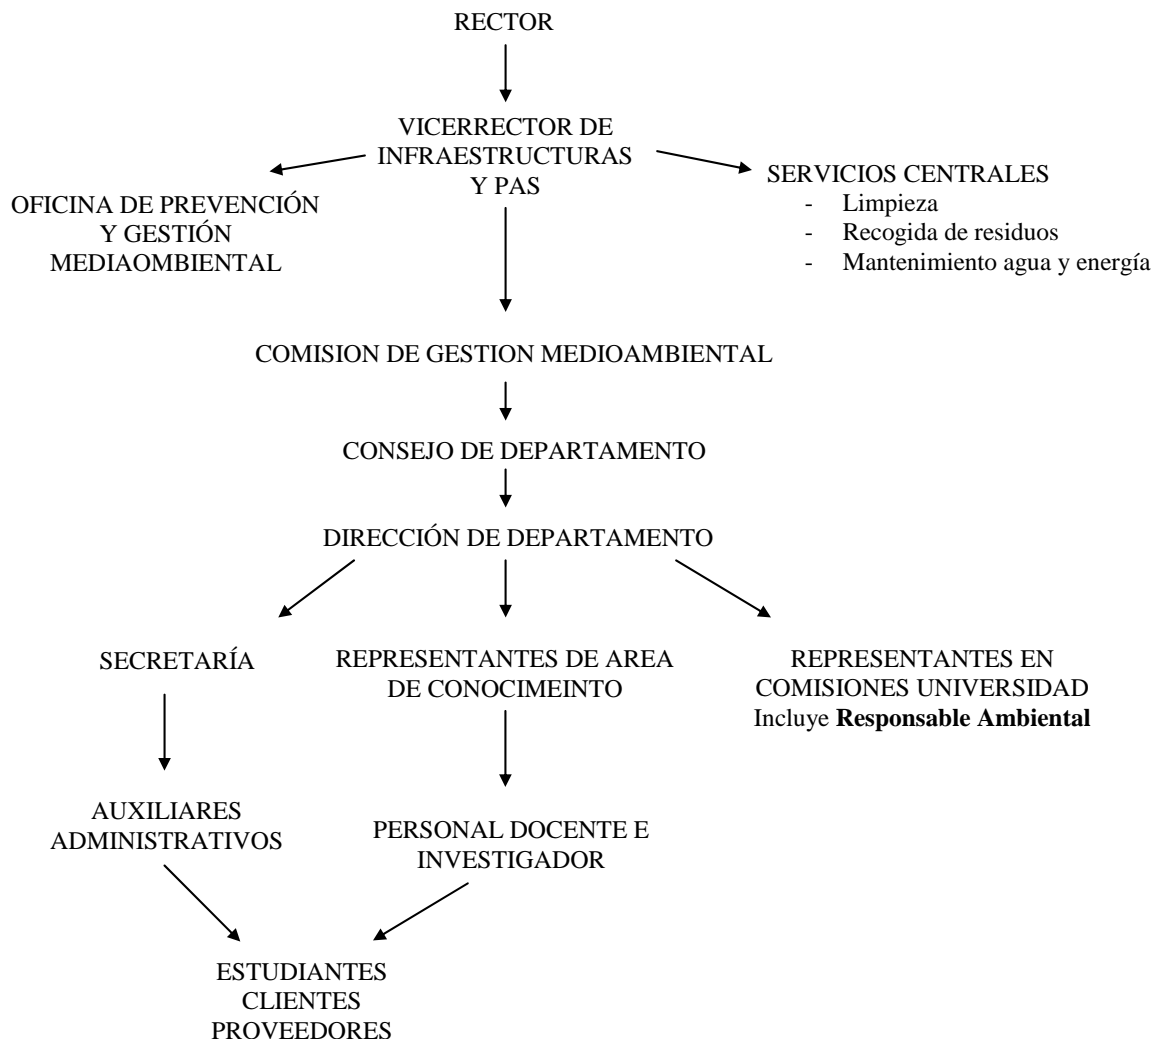 RECTOR
VICERRECTOR DE
INFRAESTRUCTURAS
Y PAS
OFICINA DE PREVENCIÓN
Y GESTIÓN
MEDIAOMBIENTAL
SERVICIOS CENTRALES
- Limpieza
- Recogida de residuos
- Mantenimiento agua y energía
COMISION DE GESTION MEDIOAMBIENTAL
CONSEJO DE DEPARTAMENTO
DIRECCIÓN DE DEPARTAMENTO
SECRETARÍA
REPRESENTANTES DE AREA
DE CONOCIMEINTO
REPRESENTANTES EN
COMISIONES UNIVERSIDAD
Incluye Responsable Ambiental
AUXILIARES
ADMINISTRATIVOS
PERSONAL DOCENTE E
INVESTIGADOR
ESTUDIANTES
CLIENTES
PROVEEDORES